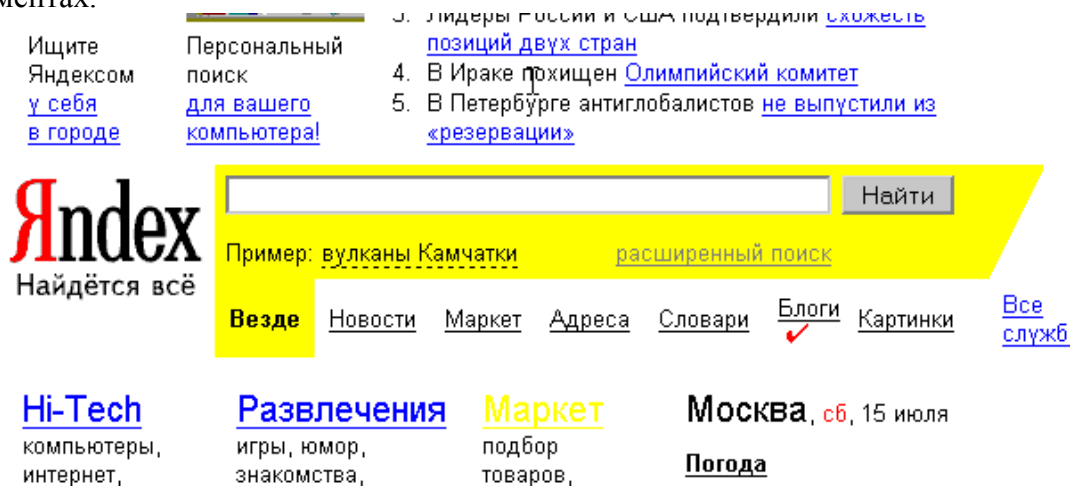 ментах.
3. Лидеры России и США подтвердили схожесть
позиций двух стран
4. В Ираке похищен Олимпийский комитет
5. В Петербурге антиглобалистов не выпустили из
«резервации»
Ищите
Яндексом
у себя
в городе
Персональный
поиск
для вашего
компьютера!
Яndex
Найдётся всё
Найти
Пример: вулканы Камчатки
расширенный поиск
Везде Новости Маркет Адреса Словари Блоги Картинки
Все
служб
Hi-Tech
компьютеры,
интернет,
Развлечения
игры, юмор,
знакомства,
Маркет
подбор
товаров,
Москва, сб, 15 июля
Погода